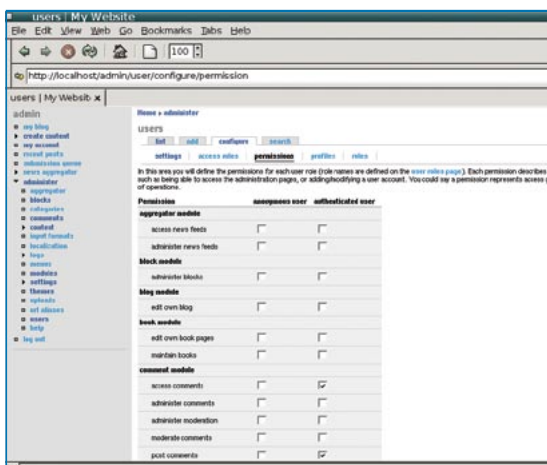 users | My Website
File Edit View Web Go Bookmarks Tabs Help
100
http://localhost/admin/user/configure/permission
users | My Websit x
admin
my blog
create content
my account
recent posts
submission queue
news aggregator
administer
aggregator
blocks
categories
comments
content
input formats
localization
logs
menus
modules
settings
themes
uploads
url aliases
users
help
log out
Home » administer
users
list add configure search
settings access rules permissions profiles roles
In this area you will define the permissions for each user role (role names are defined on the user roles page). Each permission describes
such as being able to access the administration pages, or adding/modifying a user account. You could say a permission represents access
of operations.
Permission anonymous user authenticated user
aggregator module
access news feeds
administer news feeds
block module
administer blocks
blog module
edit own blog
book module
edit own book pages
maintain books
comment module
access comments
administer comments
administer moderation
moderate comments
post comments